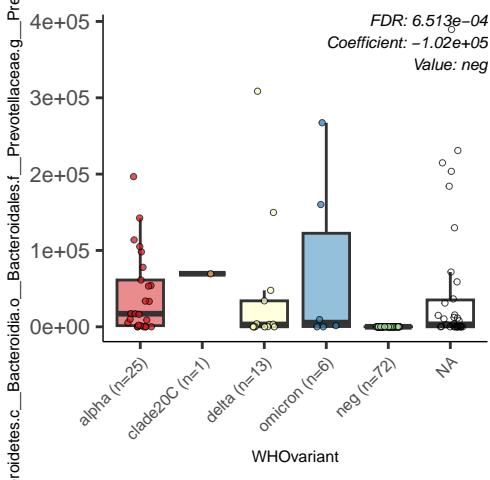 roidetes.c__Bacteroidia.o__Bacteroidales.f__Prevotellaceae.g__Pre
4e+05
3e+05
2e+05
1e+05
0e+00
FDR: 6.513e−04
Coefficient: −1.02e+05
Value: neg
alpha (n=25)
clade20C (n=1)
delta (n=13)
omicron (n=6)
neg (n=72)
NA
WHOvariant